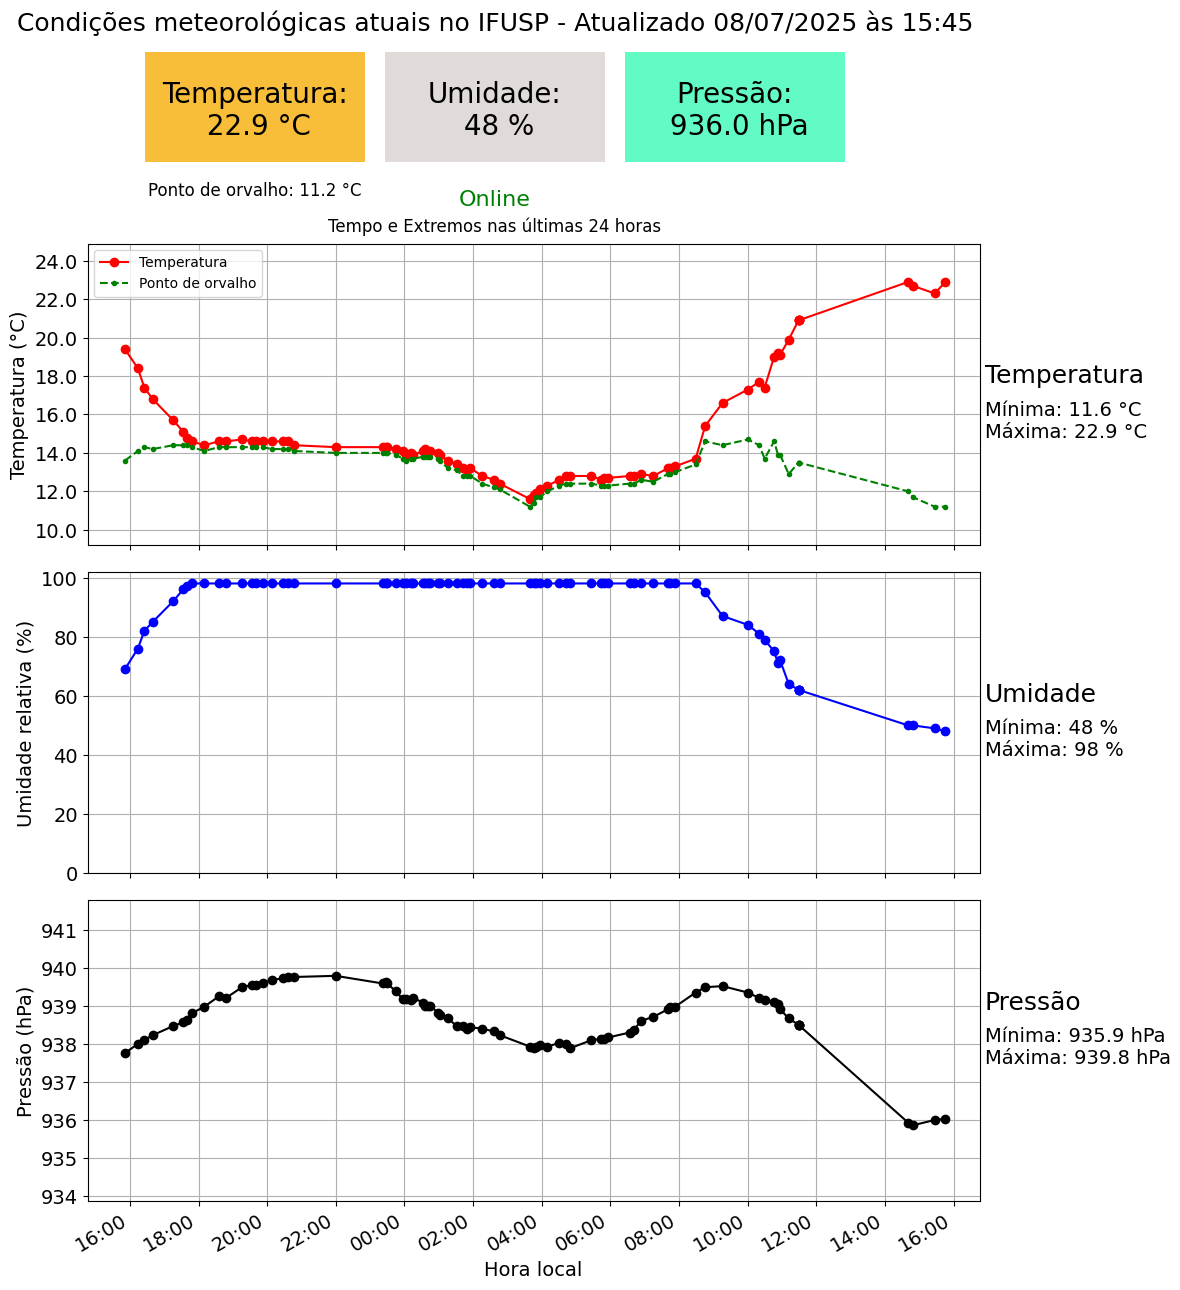 Condições meteorológicas atuais no IFUSP - Atualizado 08/07/2025 às 15:45
Temperatura:
22.9 °C
Umidade:
48 %
Pressão:
936.0 hPa
Ponto de orvalho: 11.2 °C
Online
Tempo e Extremos nas últimas 24 horas
Temperatura (°C)
24.0
22.0
20.0
18.0
16.0
14.0
12.0
10.0
Temperatura
Ponto de orvalho
Temperatura
Mínima: 11.6 °C
Máxima: 22.9 °C
Umidade relativa (%)
100
80
60
40
20
0
Umidade
Mínima: 48 %
Máxima: 98 %
Pressão (hPa)
941
940
939
938
937
936
935
934
Pressão
Mínima: 935.9 hPa
Máxima: 939.8 hPa
16:00 18:00 20:00 22:00 00:00 02:00 04:00 06:00 08:00 10:00 12:00 14:00 16:00
Hora local